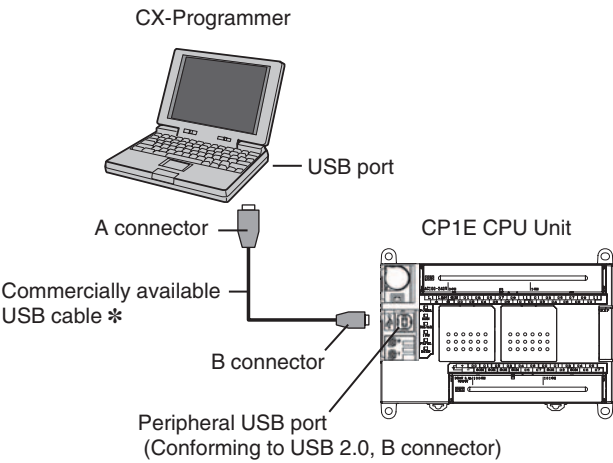 CX-Programmer
USB port
A connector
CP1E CPU Unit
Commercially available
USB cable ✻
B connector
Peripheral USB port
(Conforming to USB 2.0, B connector)